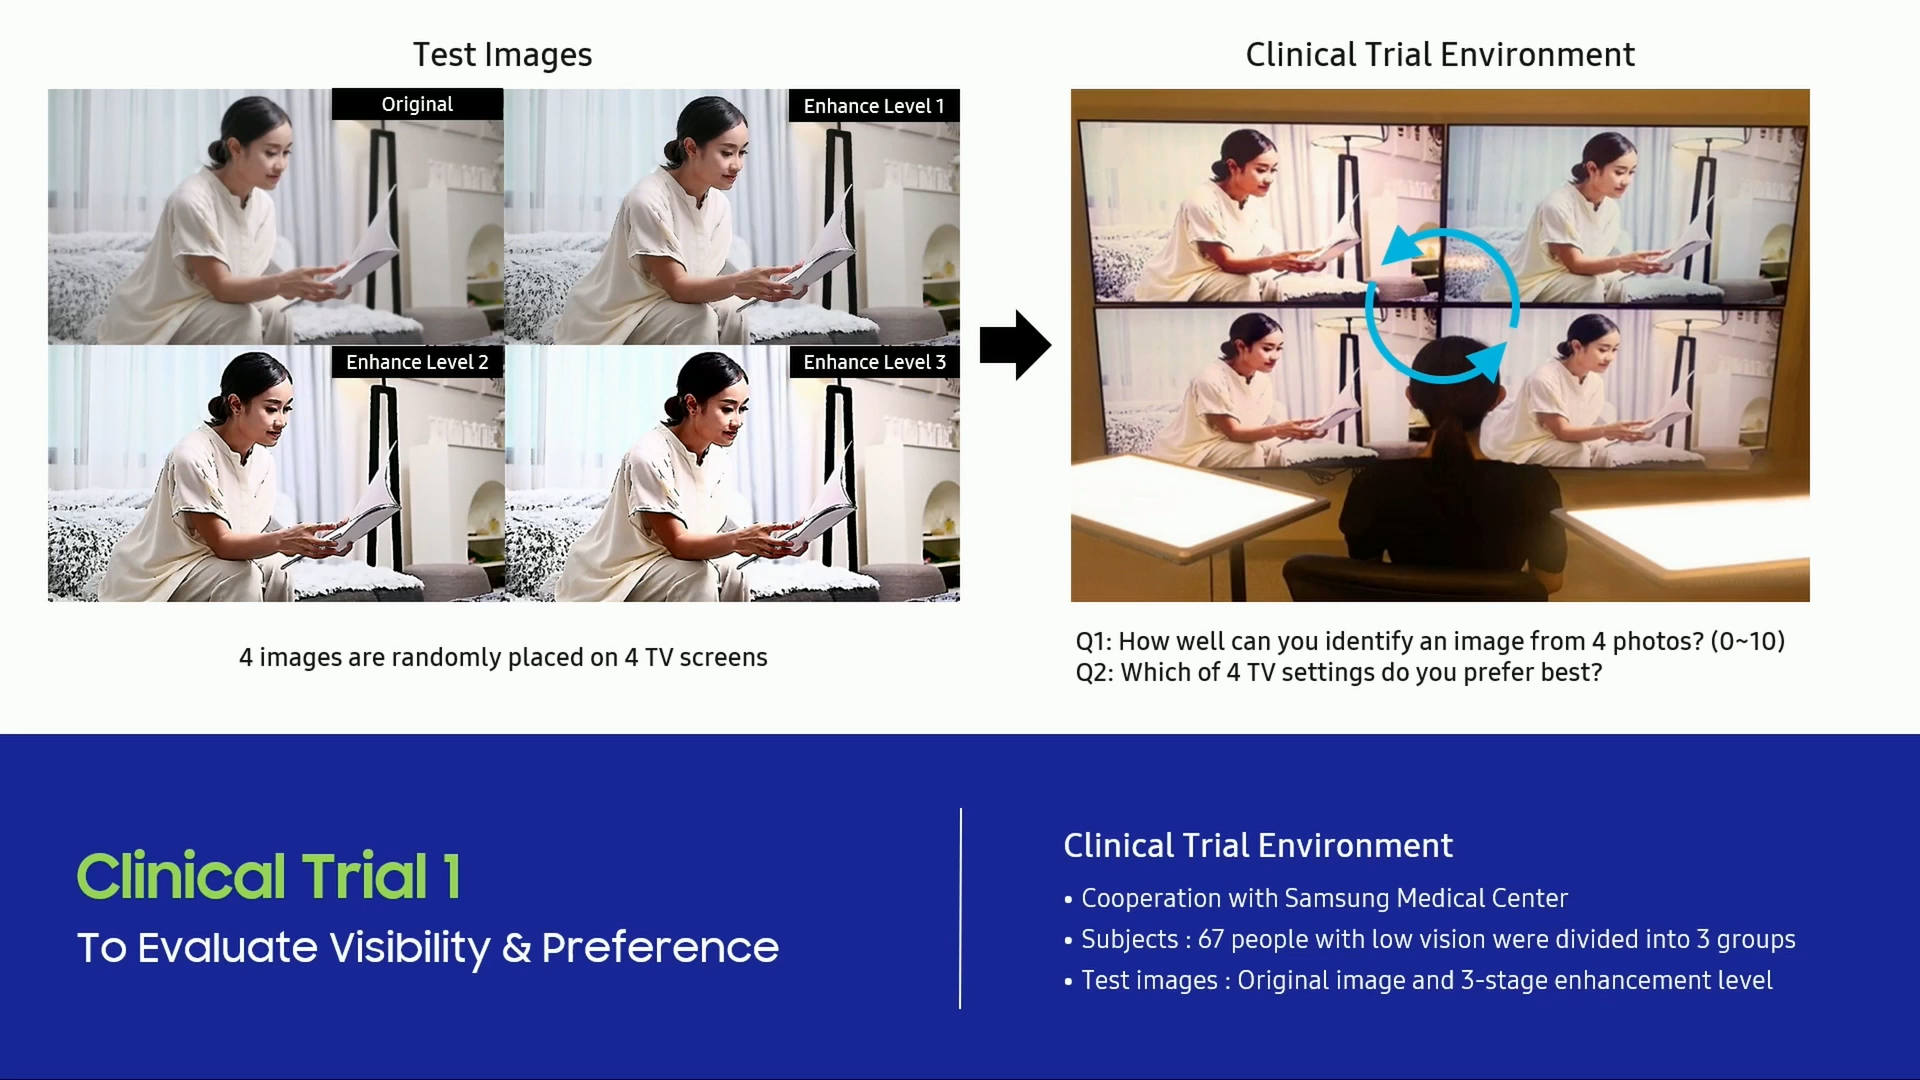 Test Images
Original
Enhance Level 1
Enhance Level 2
Enhance Level 3
4 images are randomly placed on 4 TV screens
Clinical Trial Environment
Q1: How well can you identify an image from 4 photos? (0~10)
Q2: Which of 4 TV settings do you prefer best?
Clinical Trial 1
To Evaluate Visibility & Preference
Clinical Trial Environment
• Cooperation with Samsung Medical Center
• Subjects : 67 people with low vision were divided into 3 groups
• Test images : Original image and 3-stage enhancement level